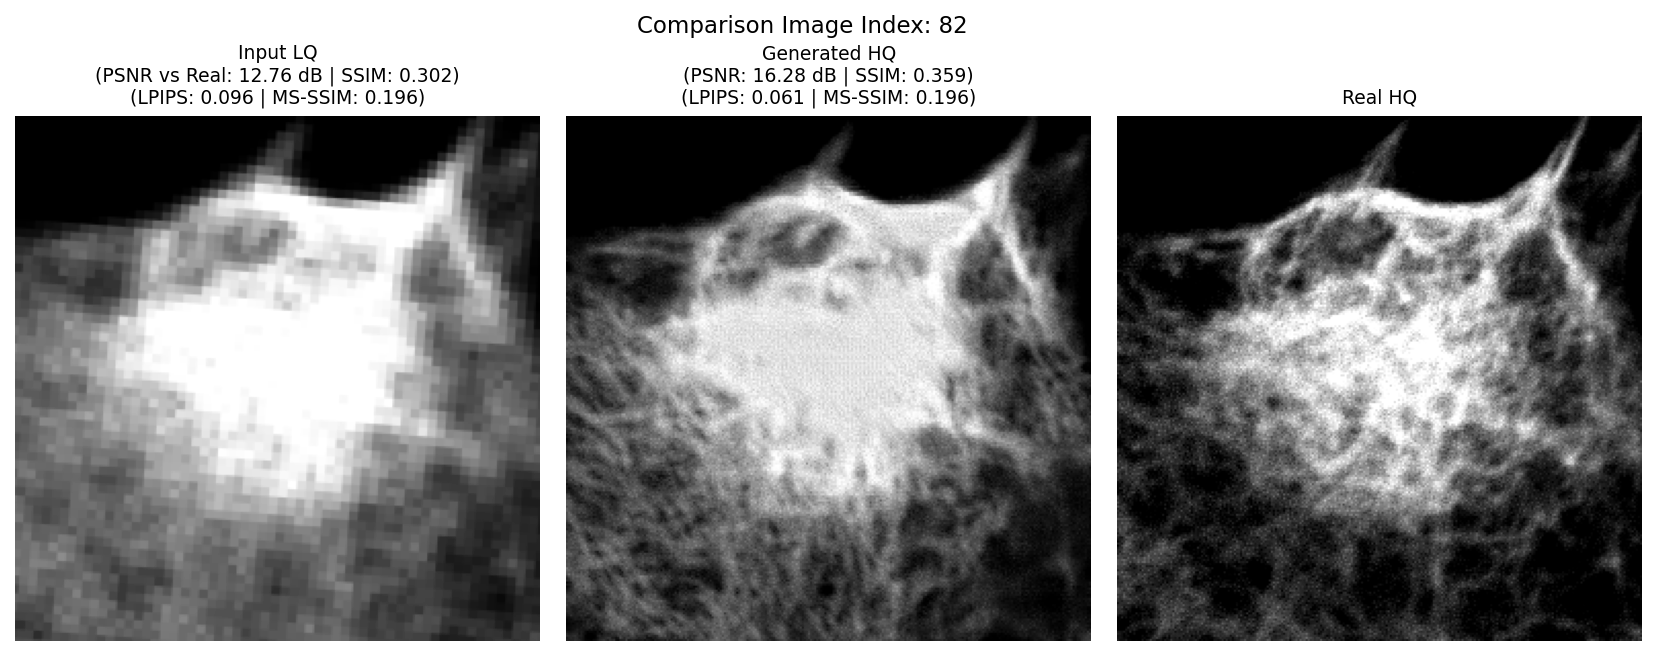 Comparison Image Index: 82
Input LQ
(PSNR vs Real: 12.76 dB | SSIM: 0.302)
(LPIPS: 0.096 | MS-SSIM: 0.196)
Generated HQ
(PSNR: 16.28 dB | SSIM: 0.359)
(LPIPS: 0.061 | MS-SSIM: 0.196)
Real HQ